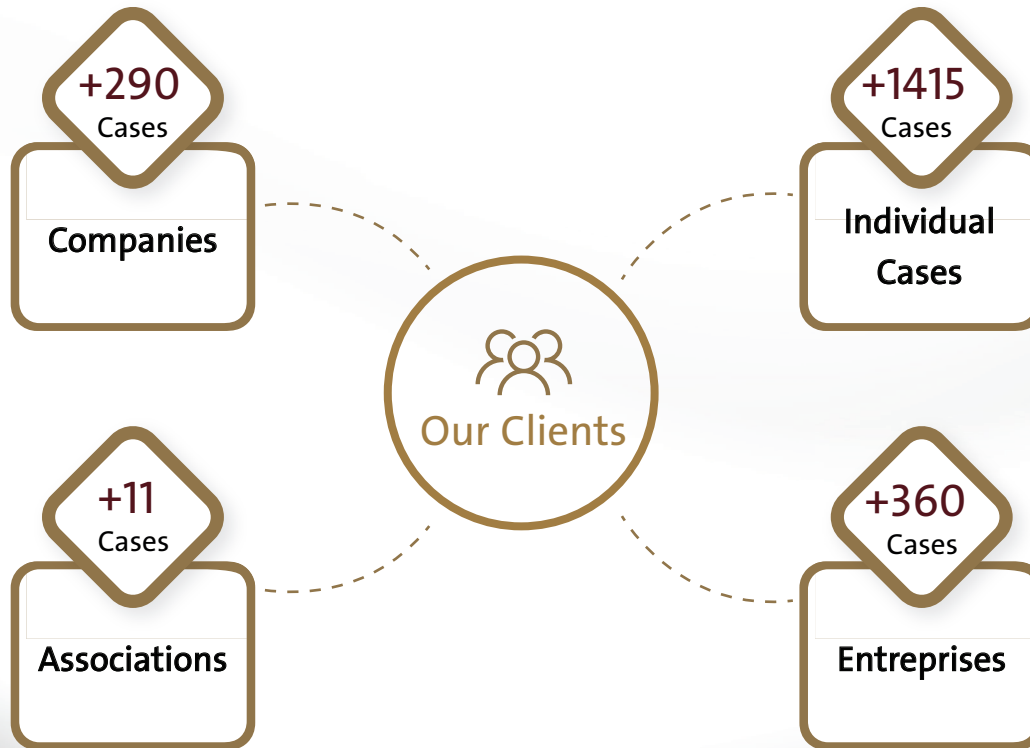 +290
Cases
Companies
+1415
Cases
Individual
Cases
Our Clients
+11
Cases
Associations
+360
Cases
Entreprises